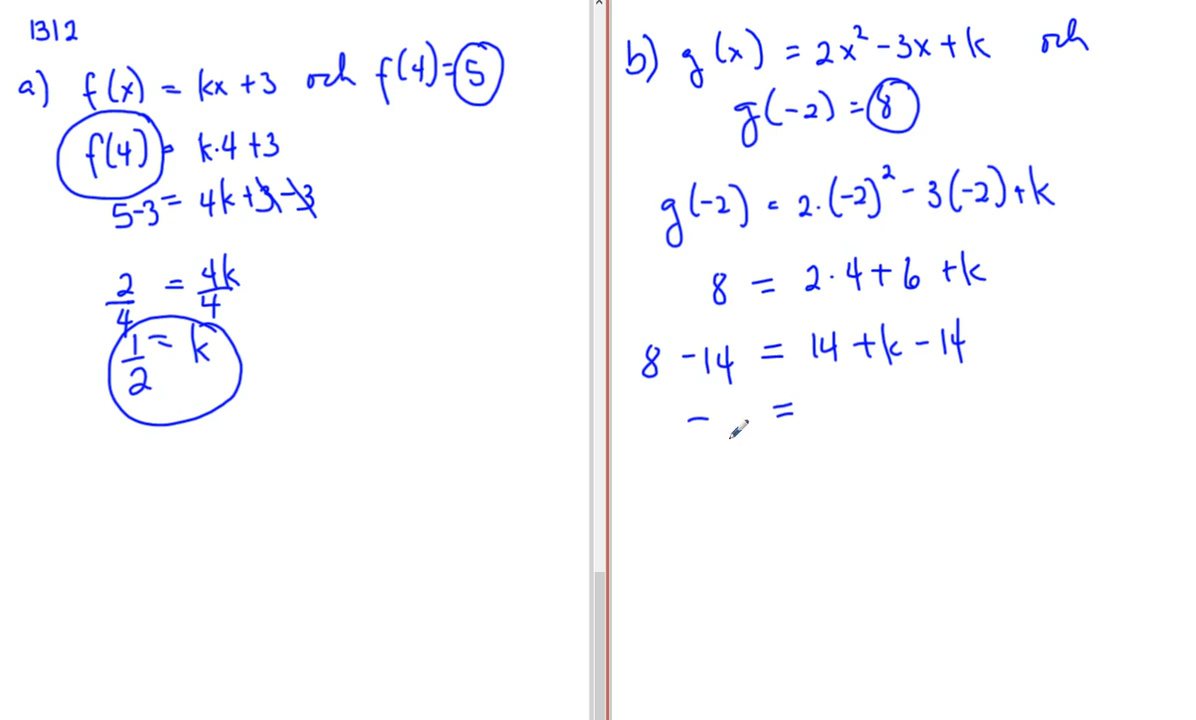 1312
a) f(x) = kx + 3 och f(4) = 5
f(4) = k·4 + 3
5-3 = 4k + 3 - 3
2/4 = 4k/4
1/2 = k
b) g(x) = 2x² - 3x + k och
g(-2) = 8
g(-2) = 2·(-2)² - 3(-2) + k
8 = 2·4 + 6 + k
8 - 14 = 14 + k - 14
- =